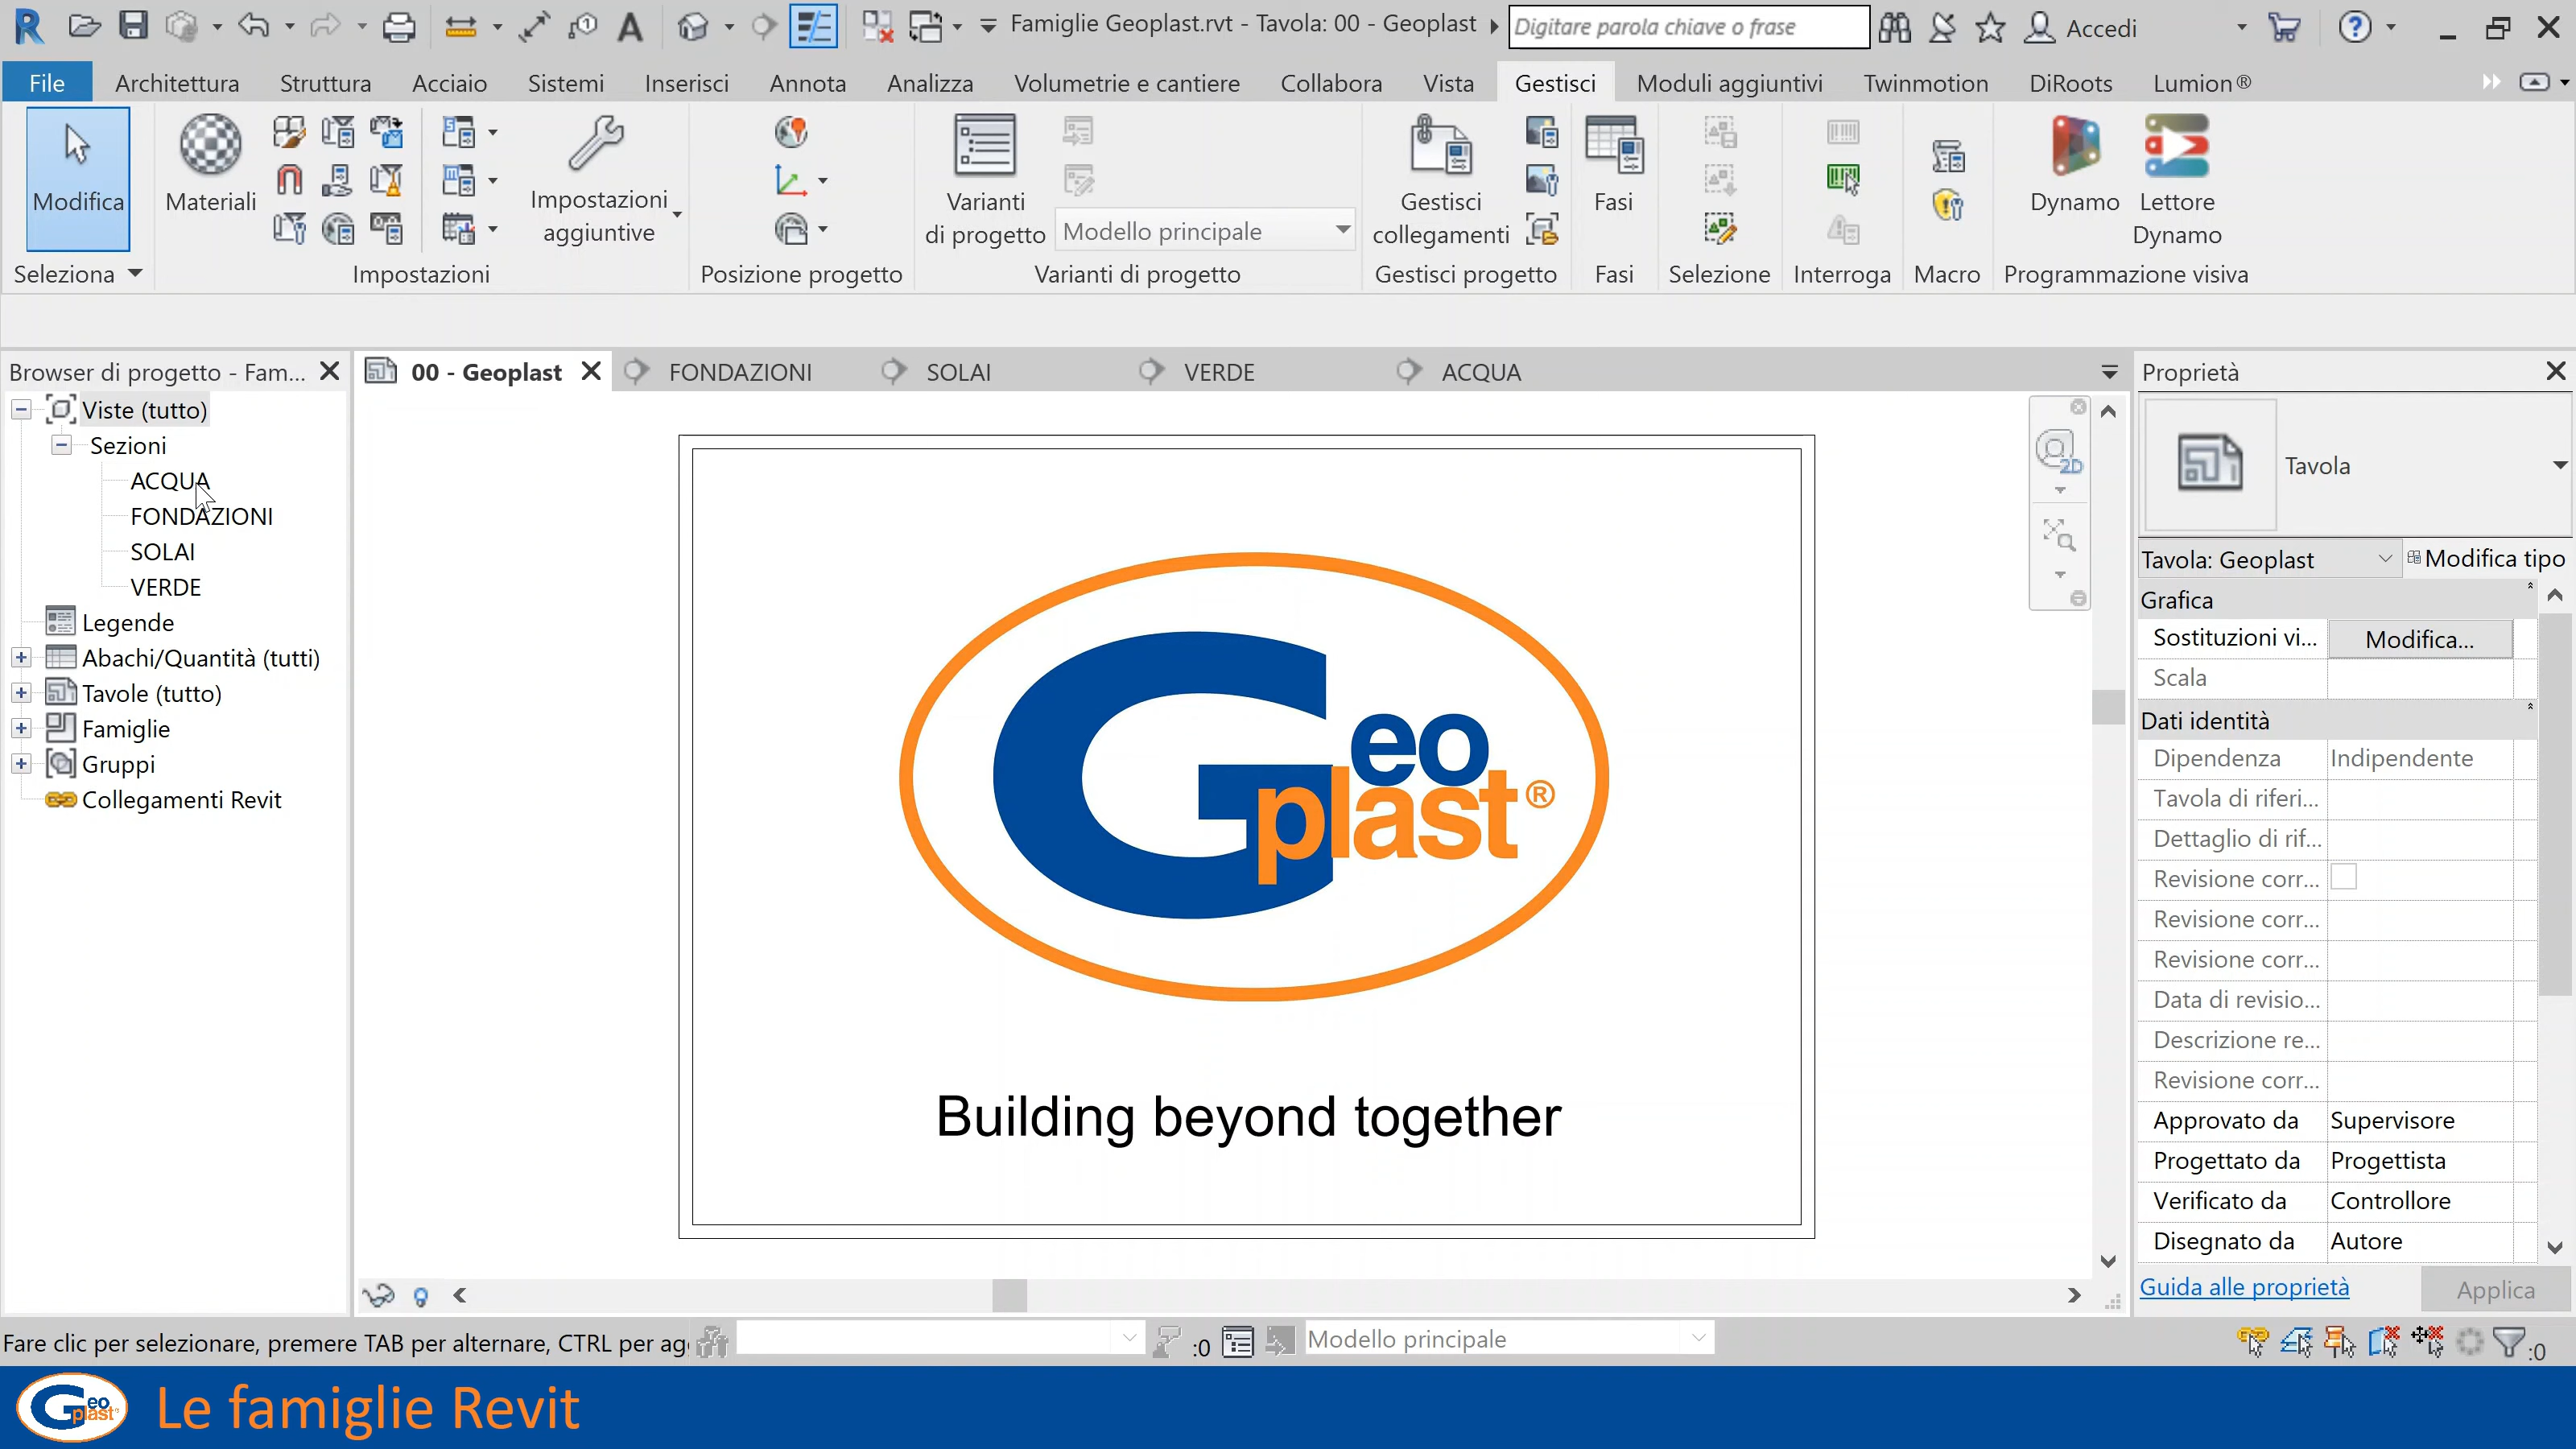 Famiglie Geoplast.rvt - Tavola: 00 - Geoplast
Digitare parola chiave o frase
Accedi
File Architettura Struttura Acciaio Sistemi Inserisci Annota Analizza Volumetrie e cantiere Collabora Vista Gestisci Moduli aggiuntivi Twinmotion DiRoots Lumion®
Modifica
Materiali
Impostazioni
aggiuntive
Varianti
di progetto
Modello principale
Gestisci
collegamenti
Fasi
Dynamo
Lettore
Dynamo
Seleziona Impostazioni Posizione progetto Varianti di progetto Gestisci progetto Fasi Selezione Interroga Macro Programmazione visiva
Browser di progetto - Fam...
00 - Geoplast FONDAZIONI SOLAI VERDE ACQUA
Proprietà
Viste (tutto)
Sezioni
ACQUA
FONDAZIONI
SOLAI
VERDE
Legende
Abachi/Quantità (tutti)
Tavole (tutto)
Famiglie
Gruppi
Collegamenti Revit
2D
Geo
plast®
Building beyond together
Tavola
Tavola: Geoplast Modifica tipo
Grafica
Sostituzioni vi... Modifica...
Scala
Dati identità
Dipendenza Indipendente
Tavola di riferi...
Dettaglio di rif...
Revisione corr...
Revisione corr...
Revisione corr...
Data di revisio...
Descrizione re...
Revisione corr...
Approvato da Supervisore
Progettato da Progettista
Verificato da Controllore
Disegnato da Autore
Guida alle proprietà Applica
Fare clic per selezionare, premere TAB per alternare, CTRL per ag
:0
Modello principale
:0
Geo
plast
Le famiglie Revit